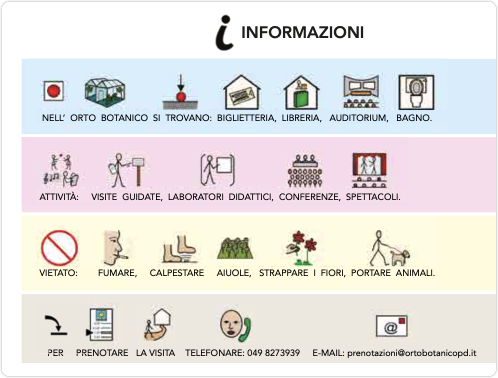 i INFORMAZIONI
NELL' ORTO BOTANICO SI TROVANO: BIGLIETTERIA, LIBRERIA, AUDITORIUM, BAGNO.
ATTIVITÀ: VISITE GUIDATE, LABORATORI DIDATTICI, CONFERENZE, SPETTACOLI.
VIETATO: FUMARE, CALPESTARE AIUOLE, STRAPPARE I FIORI, PORTARE ANIMALI.
@
PER PRENOTARE LA VISITA TELEFONARE: 049 8273939 E-MAIL: prenotazioni@ortobotanicopd.it